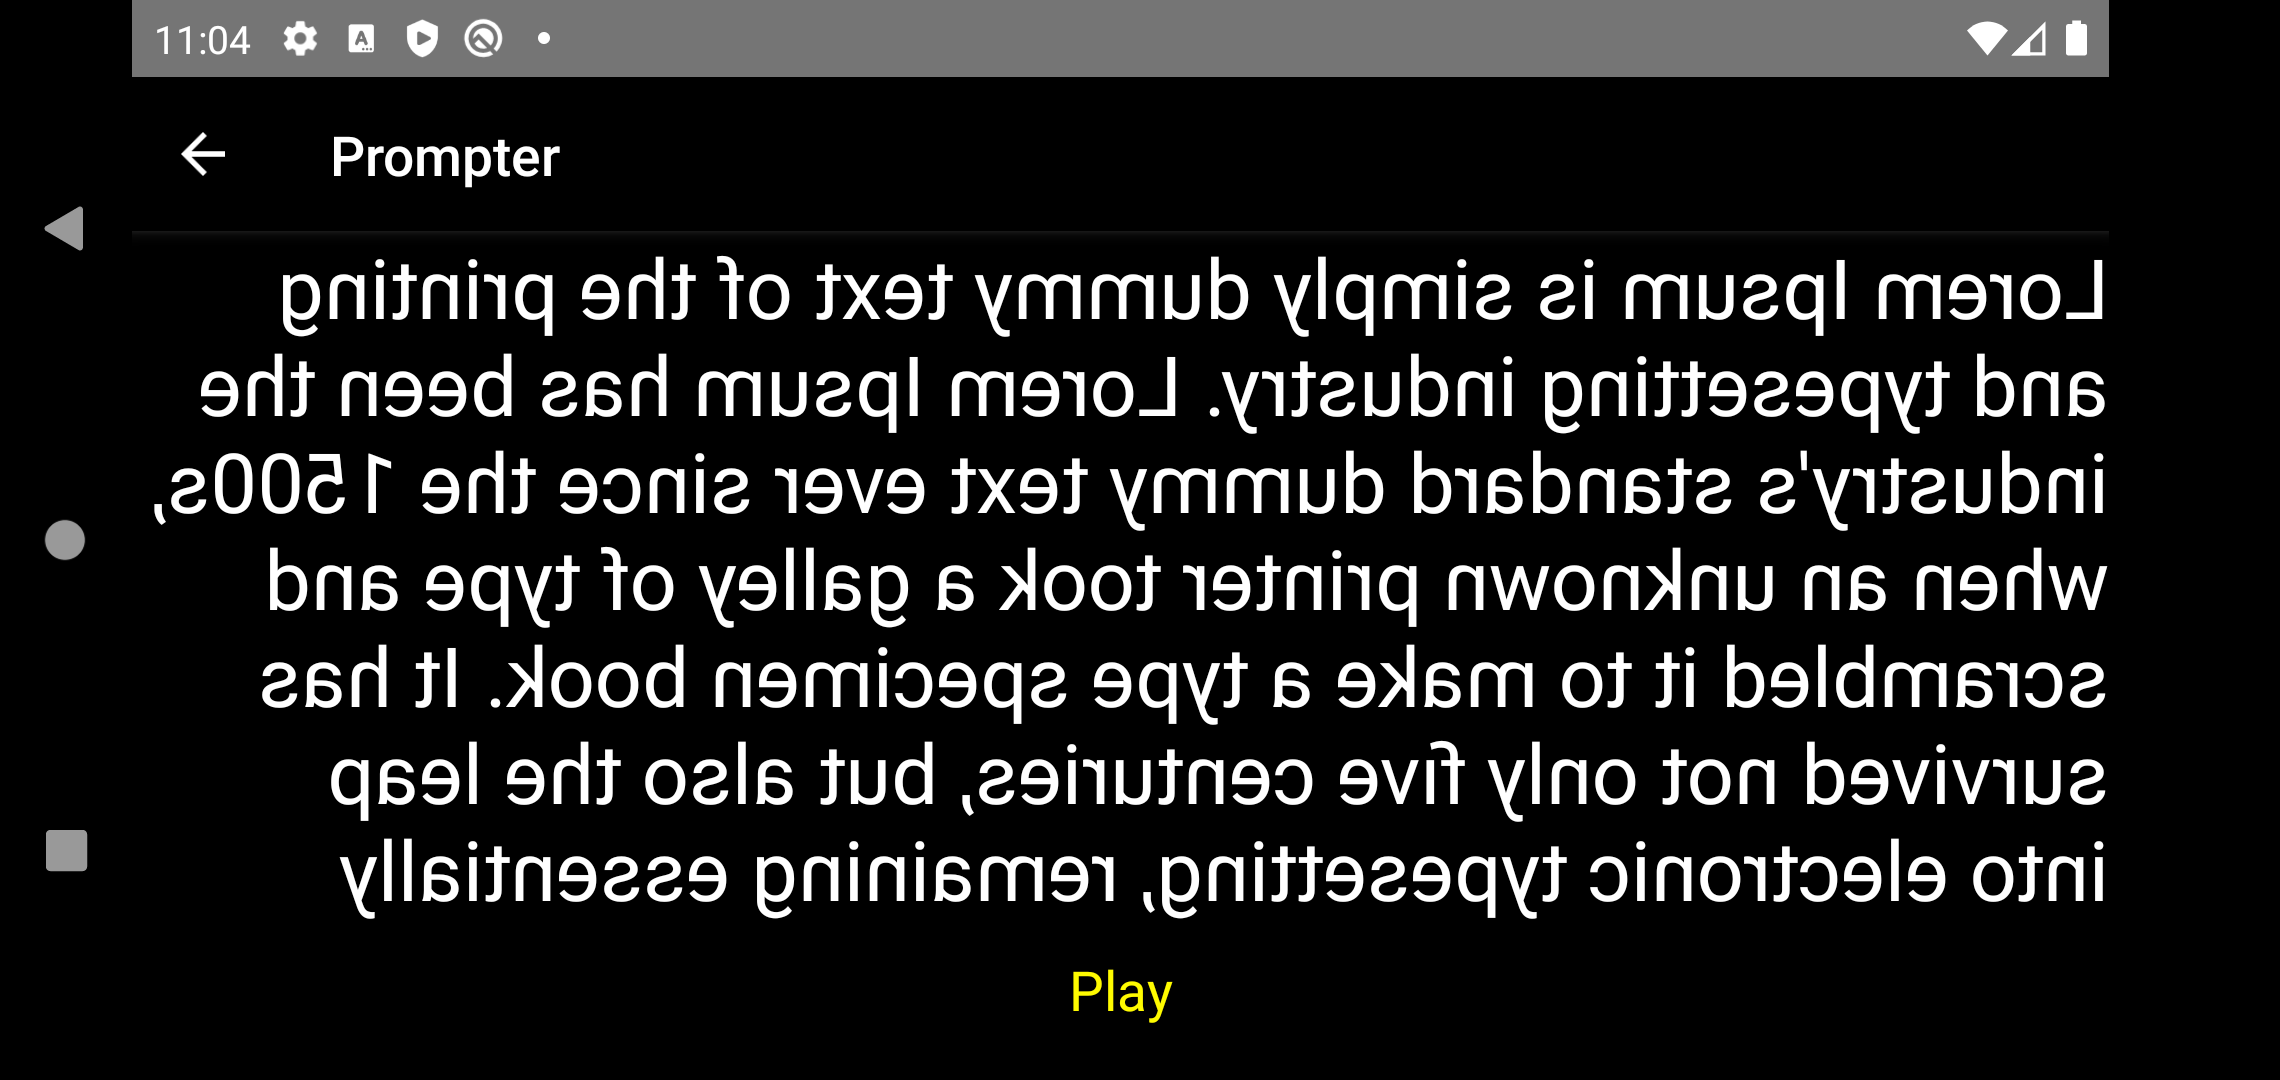 11:04
Prompter
Lorem Ipsum is simply dummy text of the printing
and typesetting industry. Lorem Ipsum has been the
industry's standard dummy text ever since the 1500s,
when an unknown printer took a galley of type and
scrambled it to make a type specimen book. It has
survived not only five centuries, but also the leap
into electronic typesetting, remaining essentially
Play